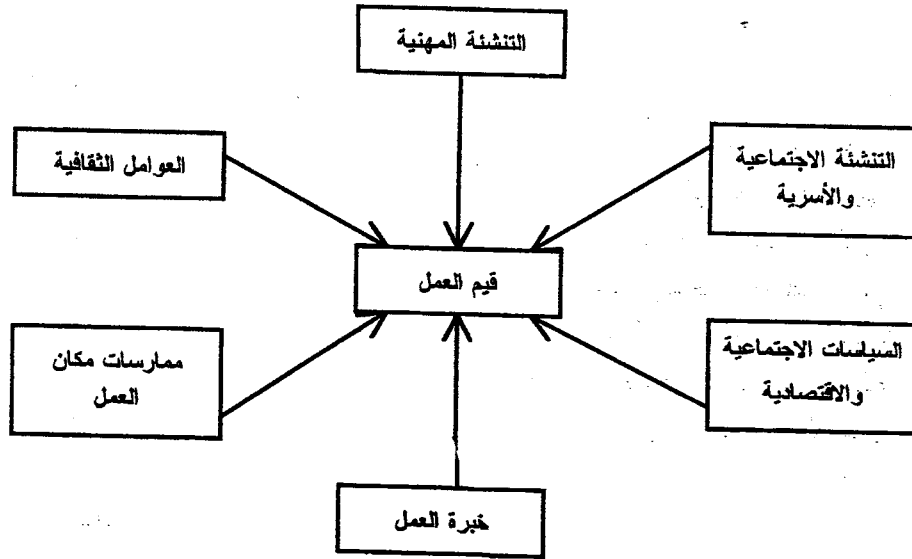 التنشئة المهنية
التنشئة الاجتماعية
والأسرية
العوامل الثقافية
قيم العمل
السياسات الاجتماعية
والاقتصادية
ممارسات مكان
العمل
خبرة العمل